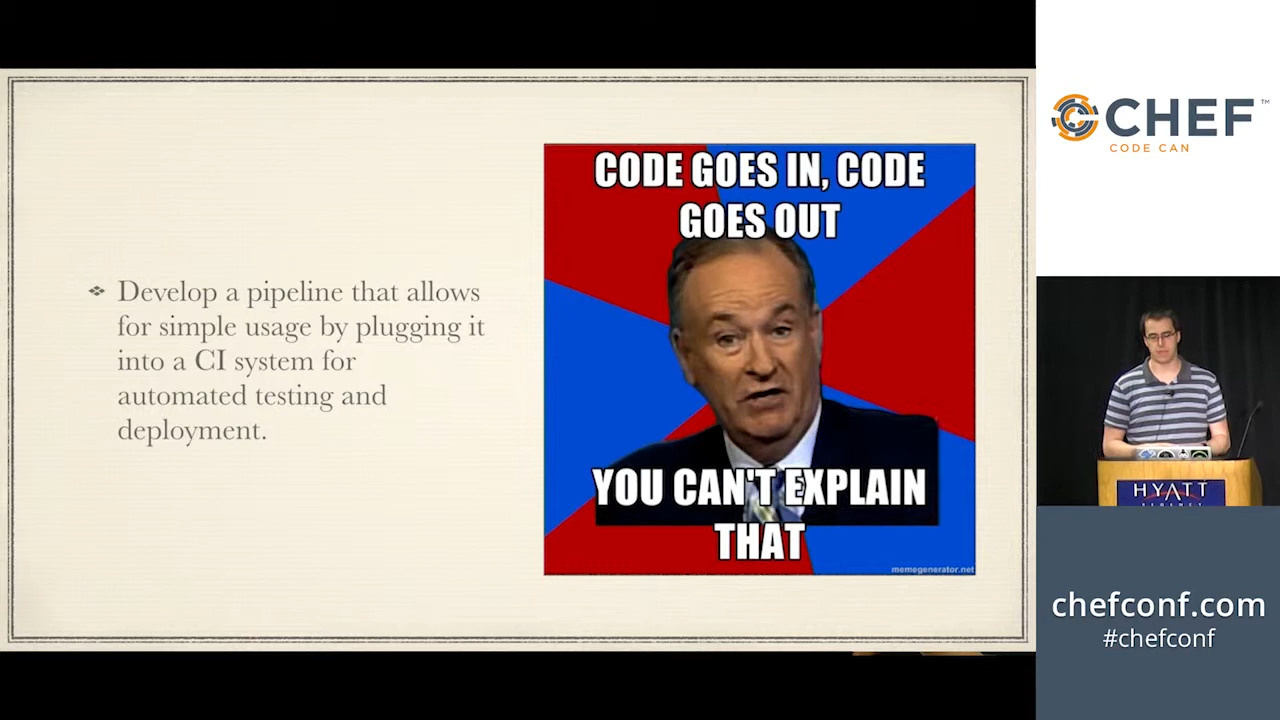 Develop a pipeline that allows
for simple usage by plugging it
into a CI system for
automated testing and
deployment.
CODE GOES IN, CODE
GOES OUT
YOU CAN'T EXPLAIN
THAT
memegenerator.net
CHEF™
CODE CAN
HYATT
chefconf.com
#chefconf